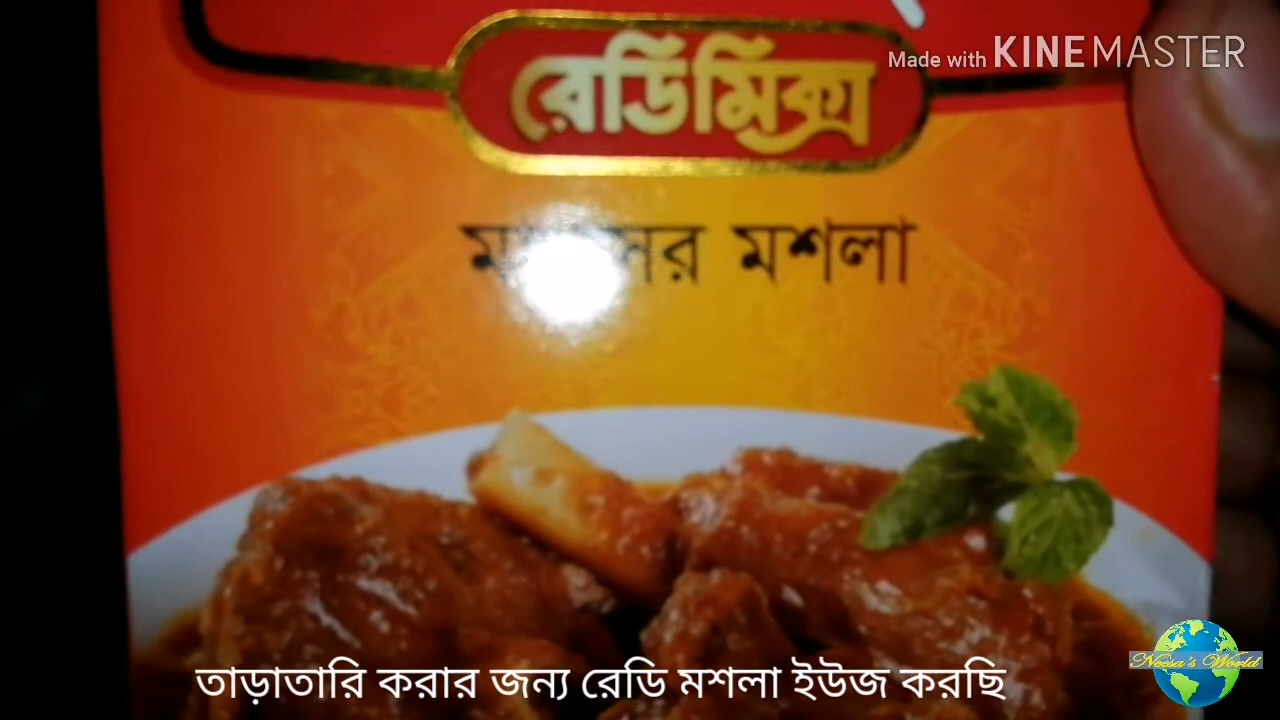 Made with KINEMASTER
রেডিমিক্স
মশলা
তাড়াতারি করার জন্য রেডি মশলা ইউজ করছি
Neesa's World